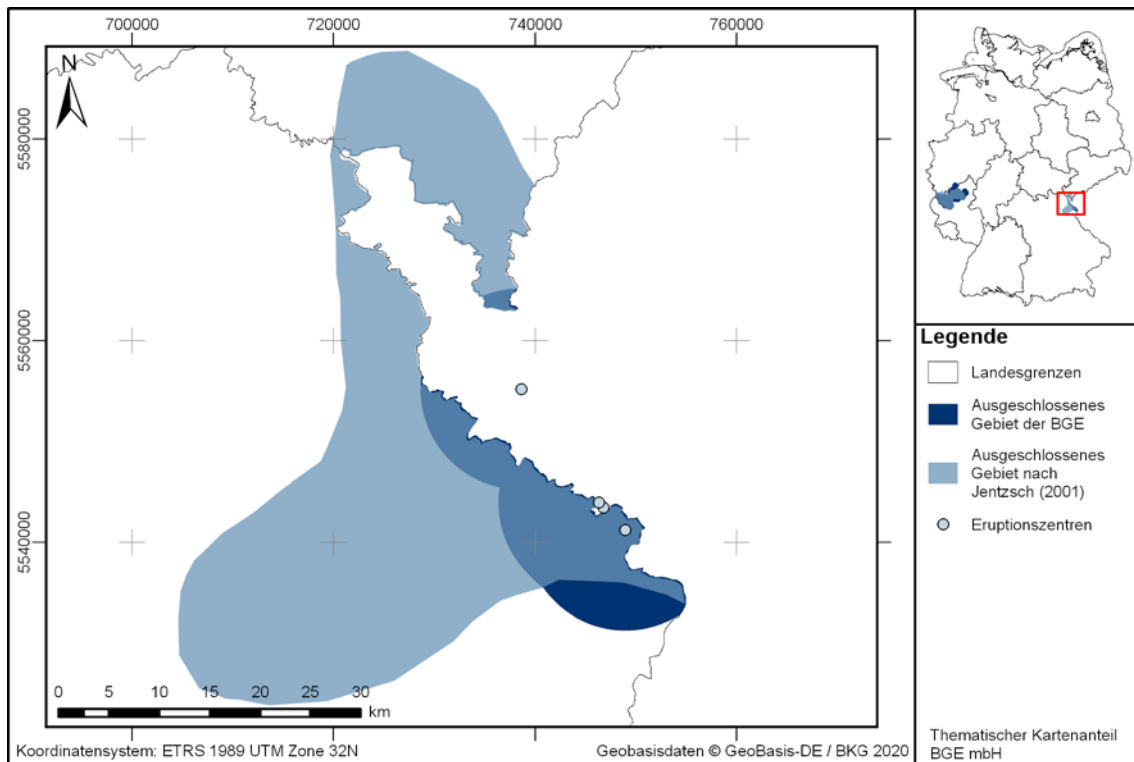 700000
720000
740000
760000
N
5580000
5560000
5540000
0
5
10
15
20
25
30
km
Koordinatensystem: ETRS 1989 UTM Zone 32N
Geobasisdaten © GeoBasis-DE / BKG 2020
Legende
Landesgrenzen
Ausgeschlossenes
Gebiet der BGE
Ausgeschlossenes
Gebiet nach
Jentzsch (2001)
Eruptionszentren
Thematischer Kartenanteil
BGE mbH